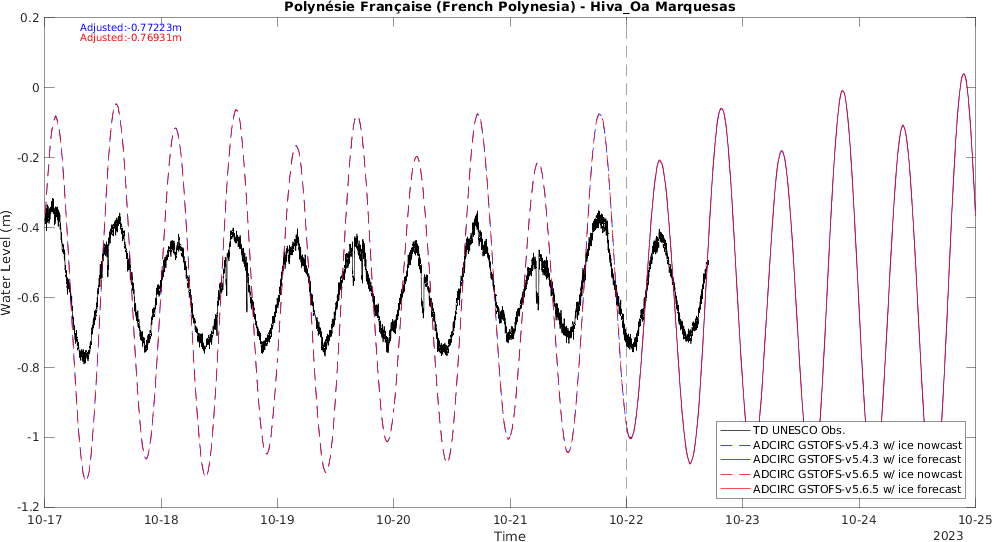 Polynésie Française (French Polynesia) - Hiva_Oa Marquesas
Adjusted:-0.77223m
Adjusted:-0.76931m
0.2
0
-0.2
-0.4
-0.6
-0.8
-1
-1.2
Water Level (m)
TD UNESCO Obs.
ADCIRC GSTOFS-v5.4.3 w/ ice nowcast
ADCIRC GSTOFS-v5.4.3 w/ ice forecast
ADCIRC GSTOFS-v5.6.5 w/ ice nowcast
ADCIRC GSTOFS-v5.6.5 w/ ice forecast
10-17 10-18 10-19 10-20 10-21 10-22 10-23 10-24 10-25
Time
2023